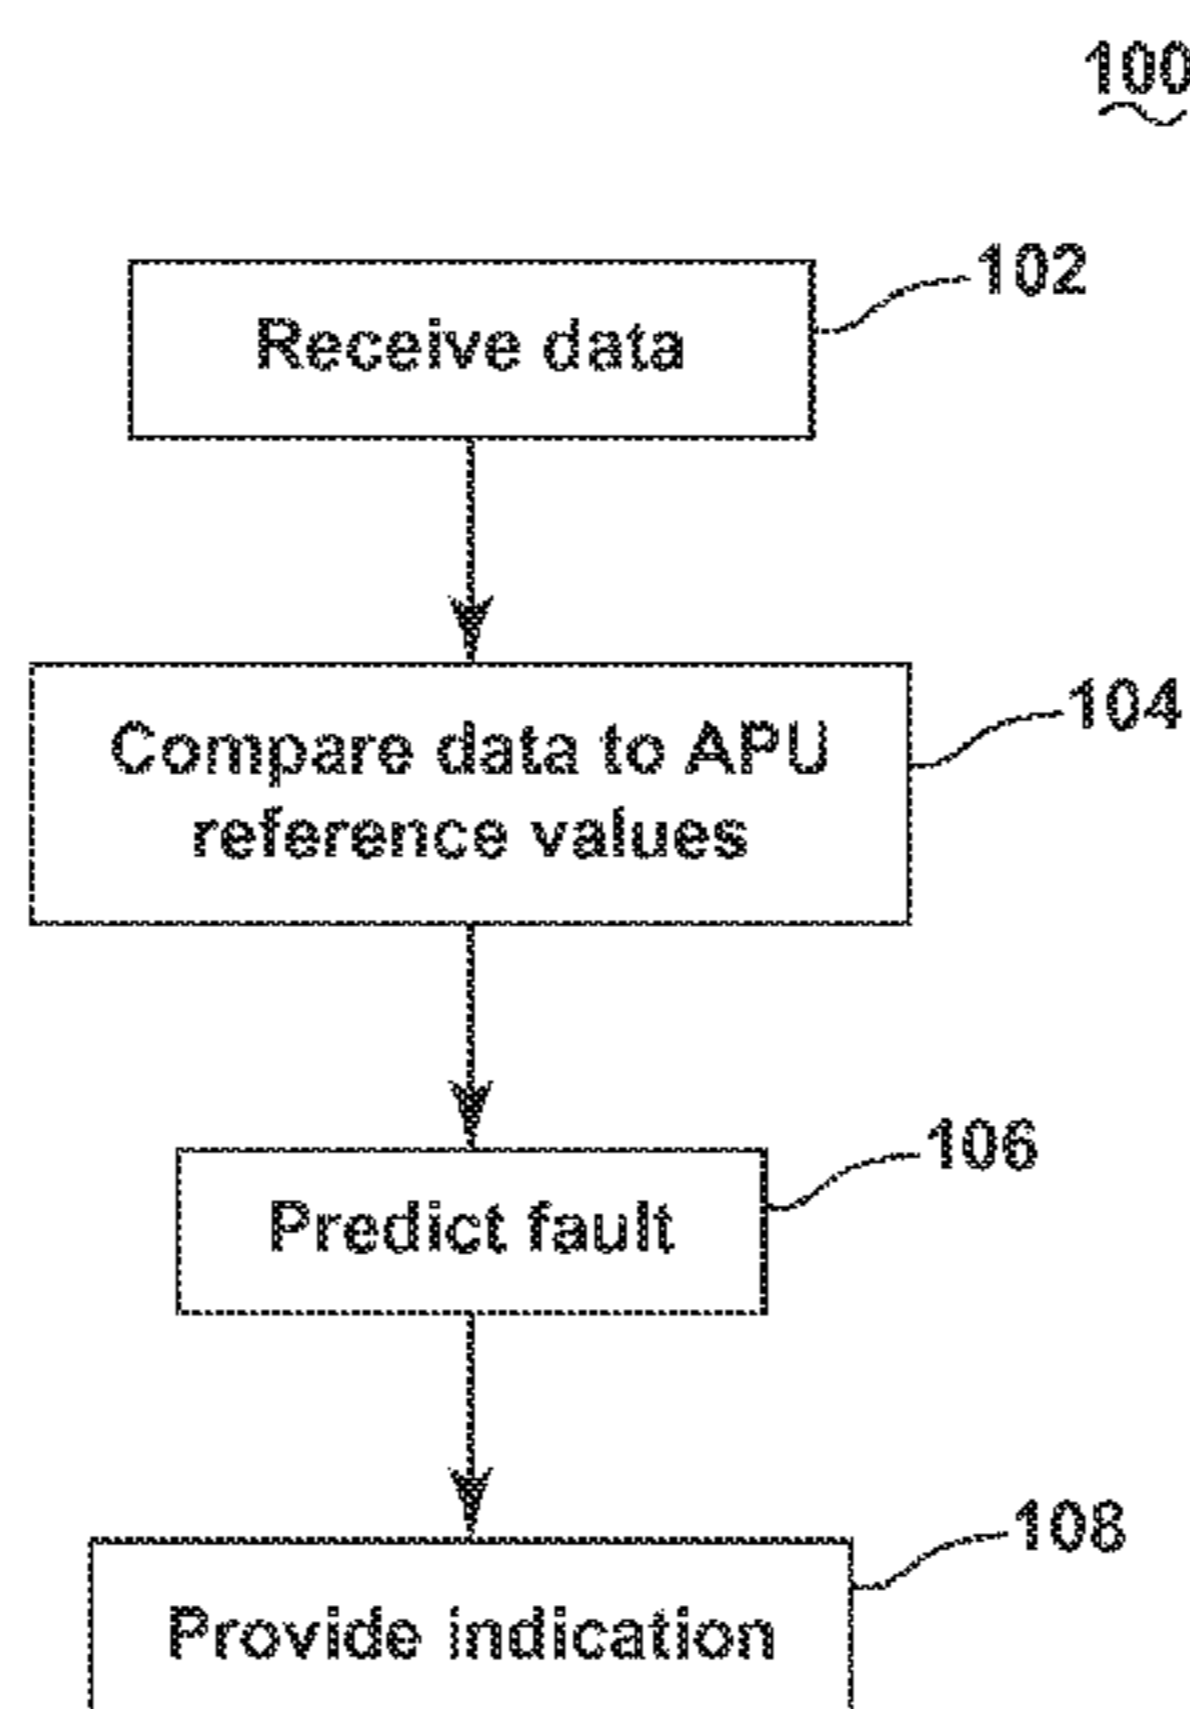 100
102
Receive data
104
Compare data to APU
reference values
106
Predict fault
108
Provide indication